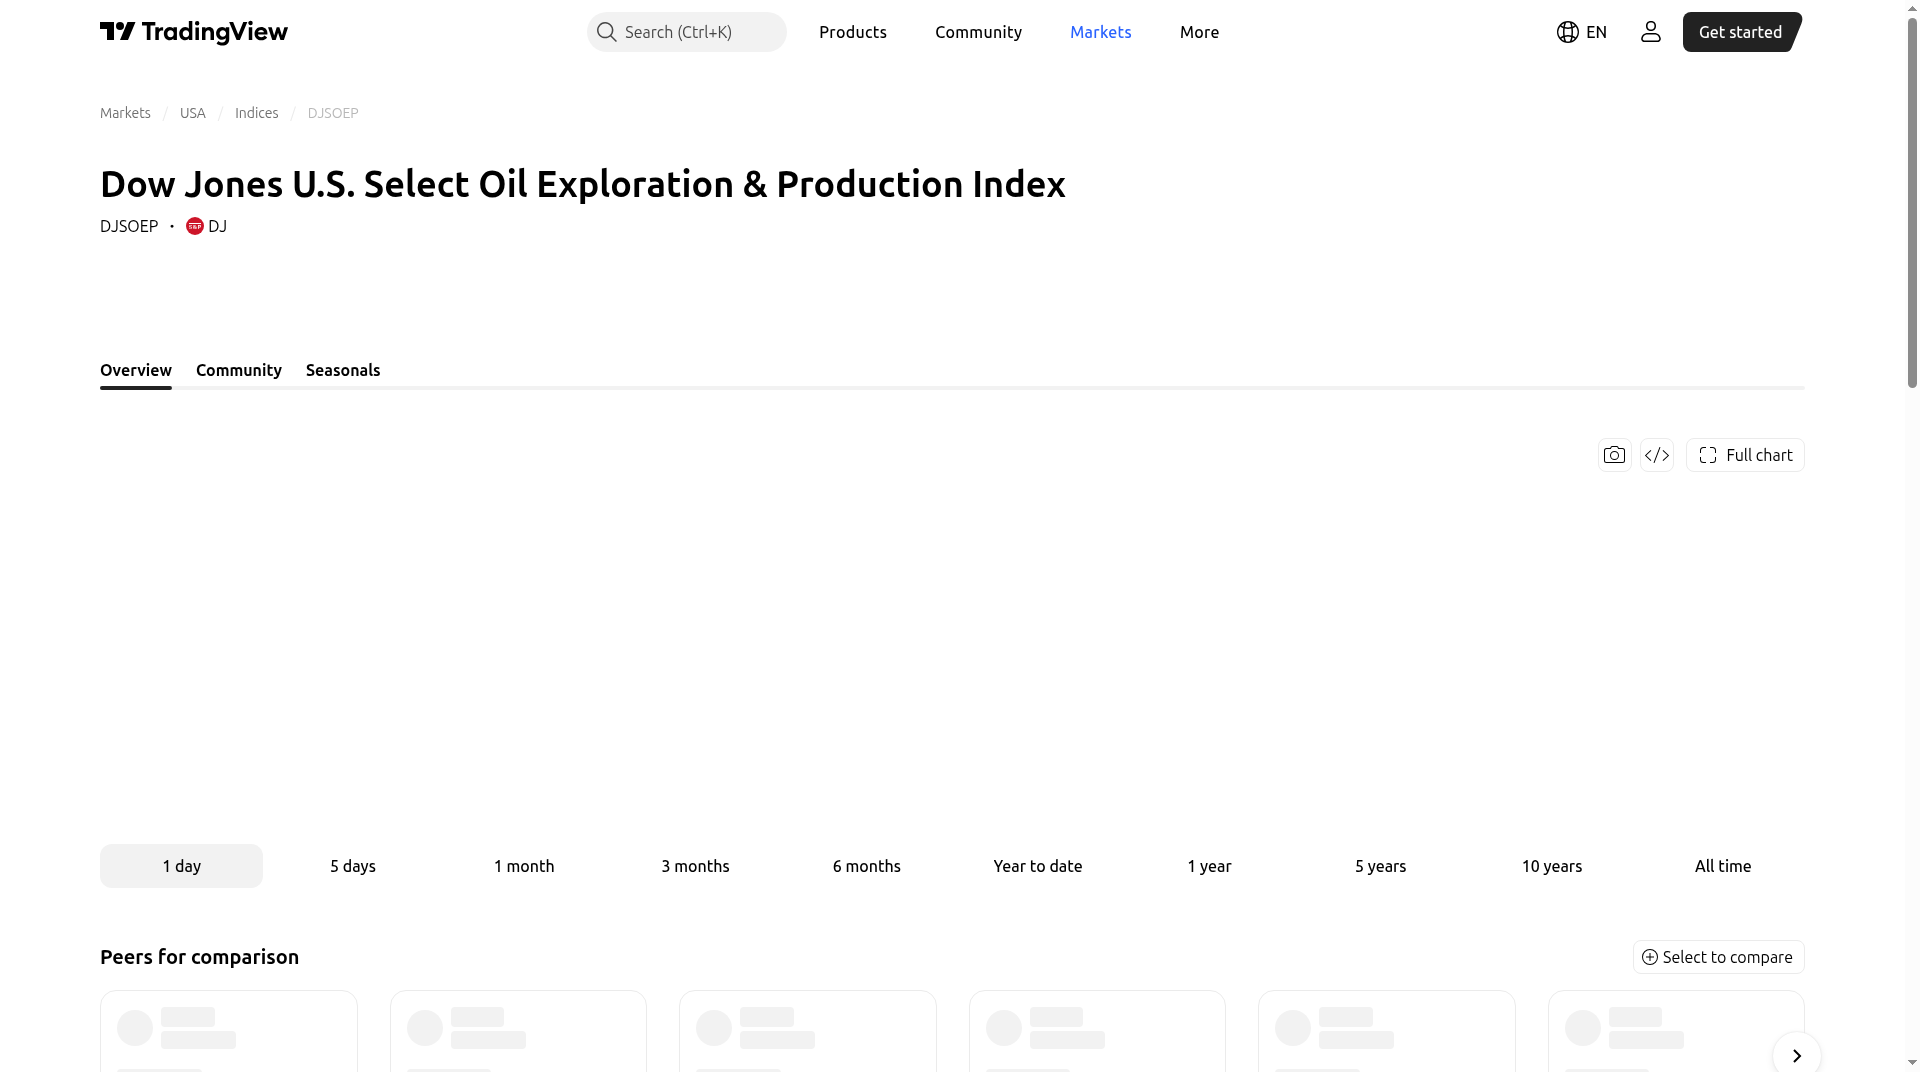 TradingView
Search (Ctrl+K)
Products
Community
Markets
More
EN
Get started
Markets / USA / Indices / DJSOEP
Dow Jones U.S. Select Oil Exploration & Production Index
DJSOEP • S&P DJ
Overview
Community
Seasonals
</> Full chart
1 day
5 days
1 month
3 months
6 months
Year to date
1 year
5 years
10 years
All time
Peers for comparison
Select to compare